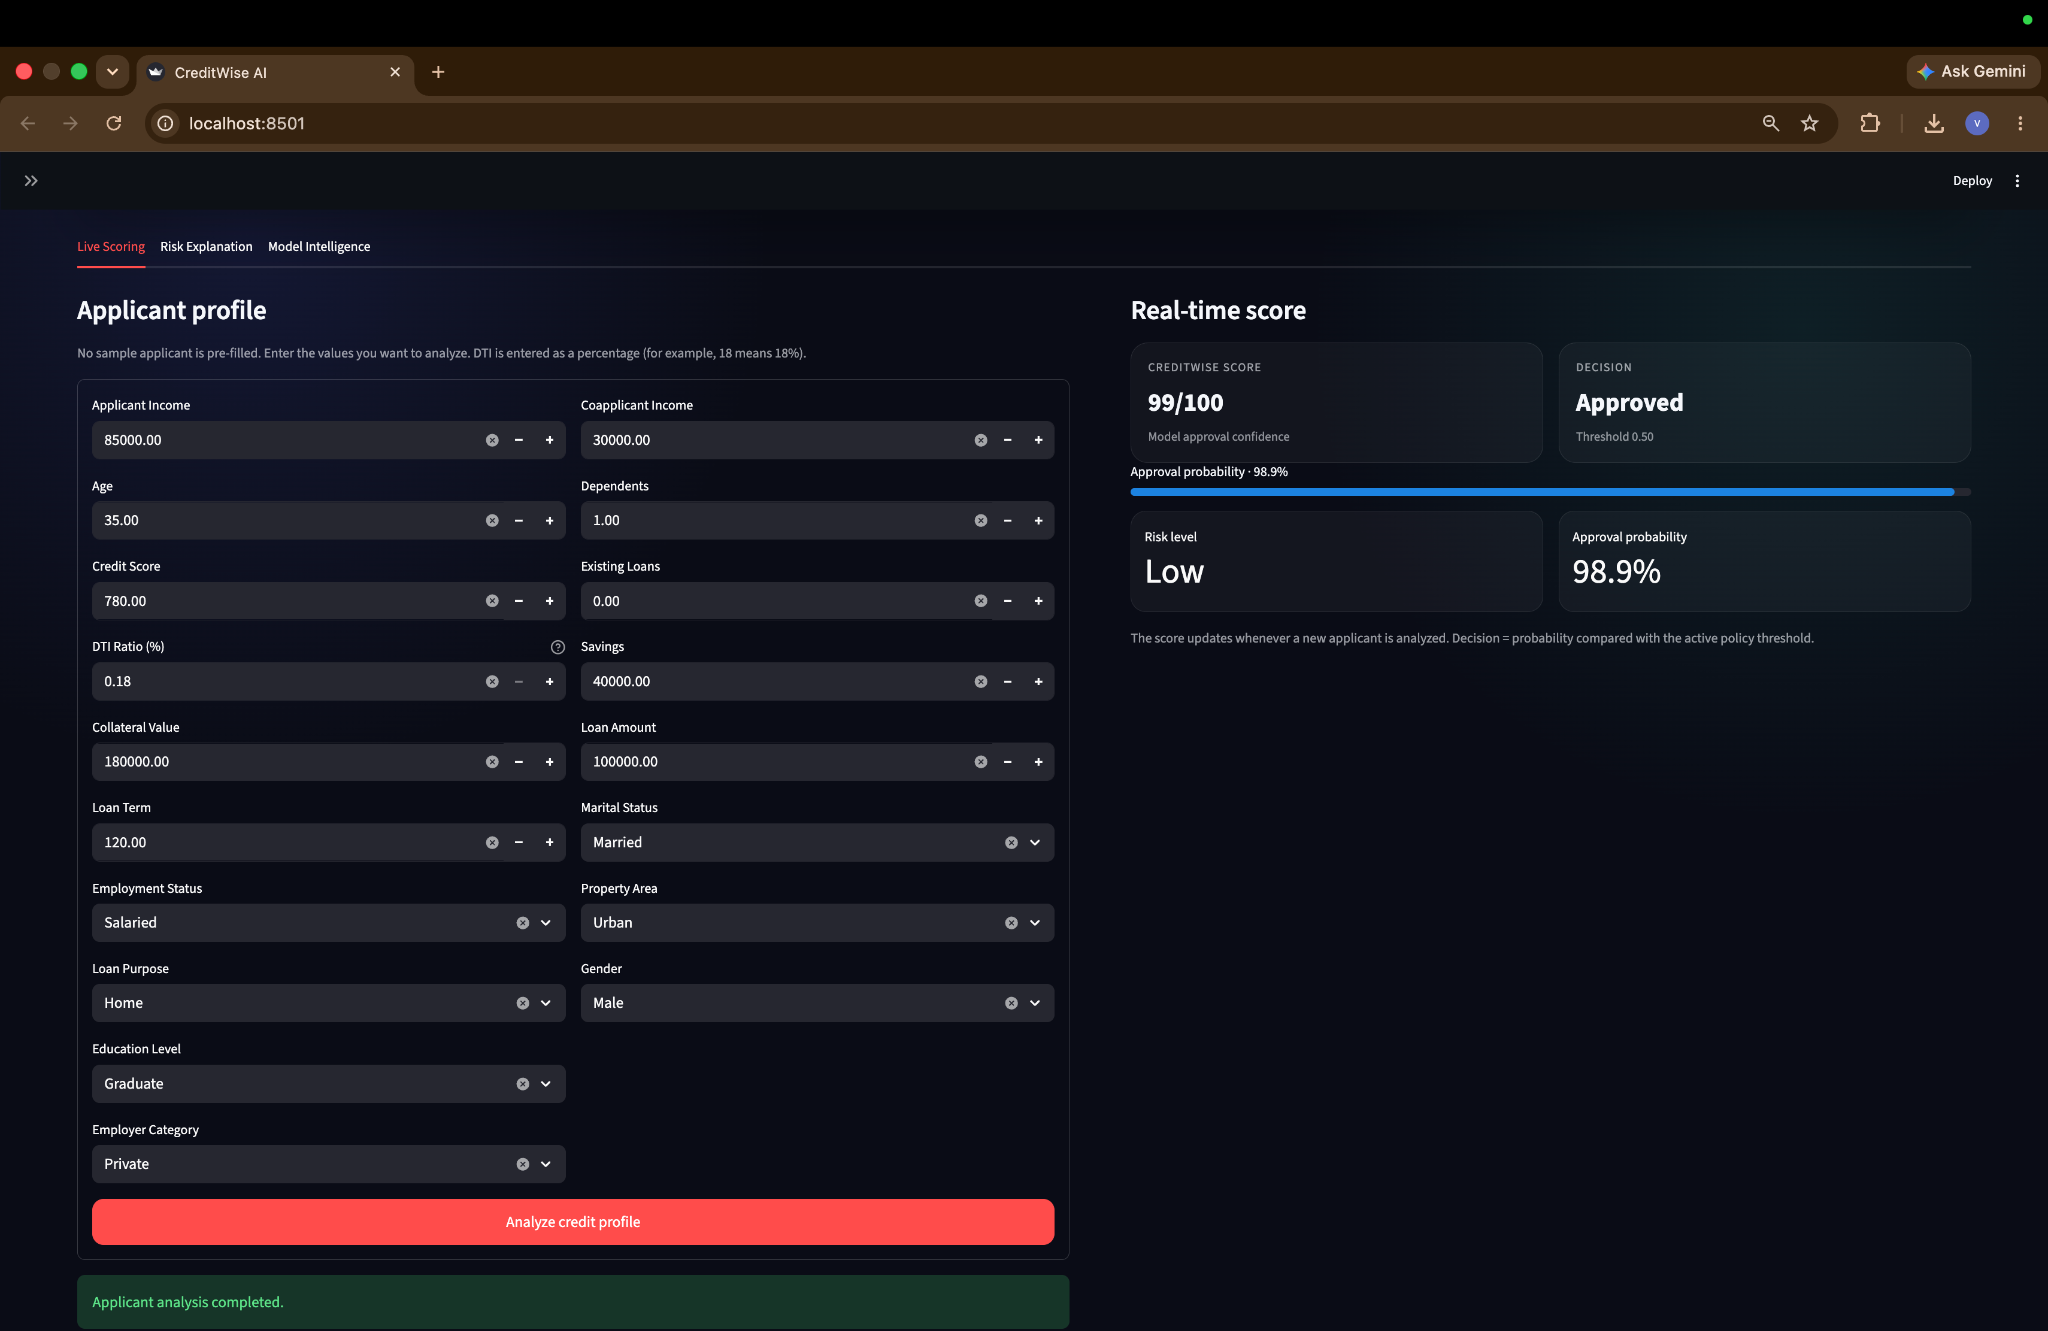 CreditWise AI
Ask Gemini
localhost:8501
V
Deploy
Live Scoring Risk Explanation Model Intelligence
Applicant profile
No sample applicant is pre-filled. Enter the values you want to analyze. DTI is entered as a percentage (for example, 18 means 18%).
Applicant Income
85000.00
Coapplicant Income
30000.00
Age
35.00
Dependents
1.00
Credit Score
780.00
Existing Loans
0.00
DTI Ratio (%)
0.18
Savings
40000.00
Collateral Value
180000.00
Loan Amount
100000.00
Loan Term
120.00
Marital Status
Married
Employment Status
Salaried
Property Area
Urban
Loan Purpose
Home
Gender
Male
Education Level
Graduate
Employer Category
Private
Analyze credit profile
Applicant analysis completed.
Real-time score
CREDITWISE SCORE
99/100
Model approval confidence
DECISION
Approved
Threshold 0.50
Approval probability · 98.9%
Risk level
Low
Approval probability
98.9%
The score updates whenever a new applicant is analyzed. Decision = probability compared with the active policy threshold.